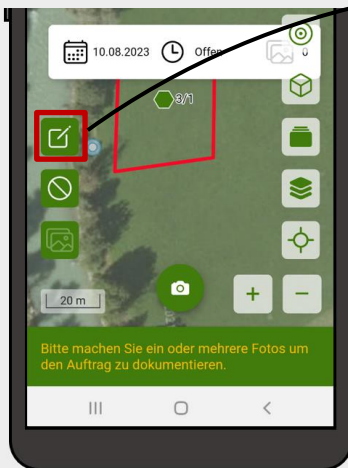 10.08.2023 Offen 0
3/1
20 m
Bitte machen Sie ein oder mehrere Fotos um
den Auftrag zu dokumentieren.